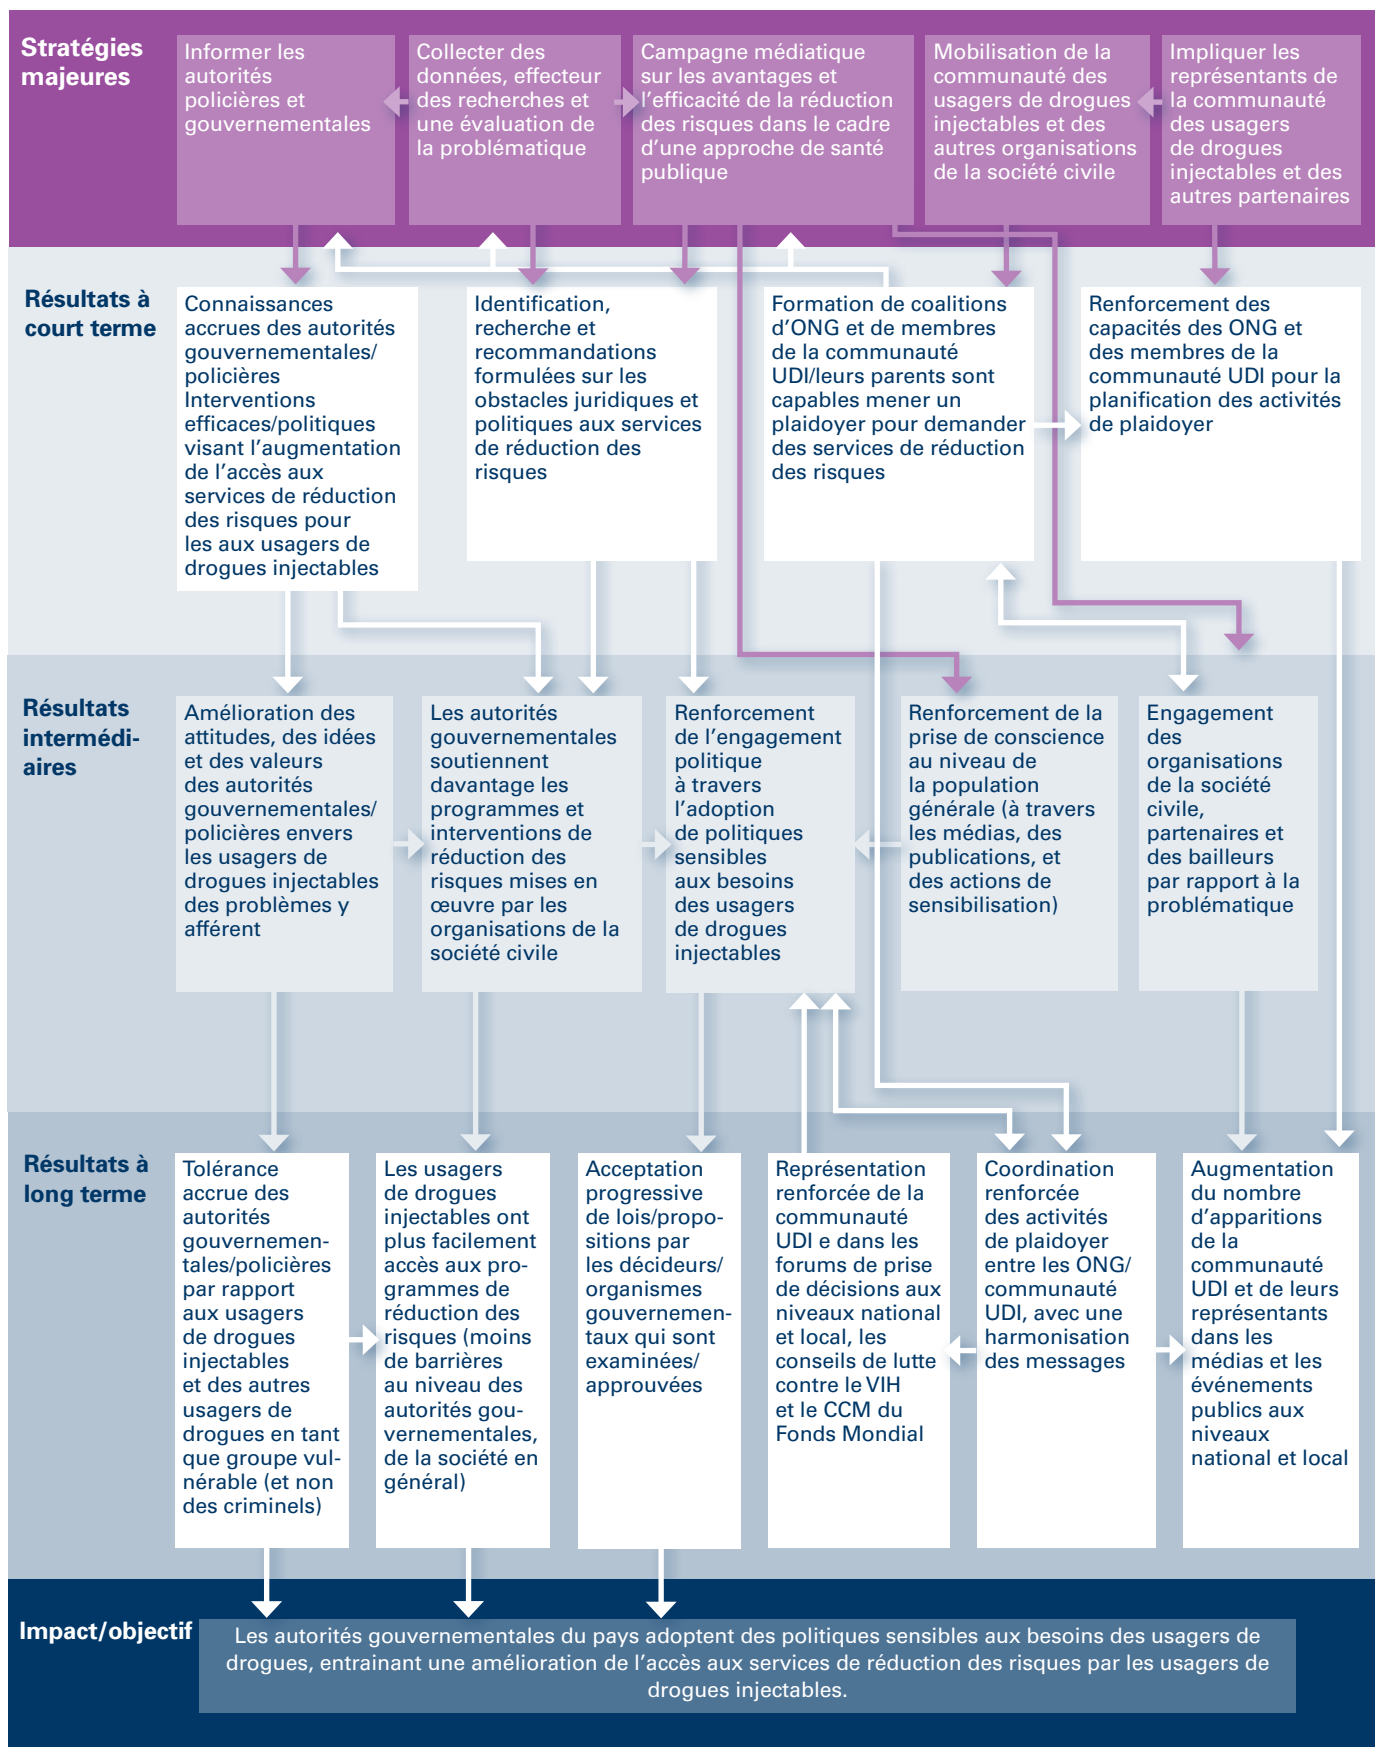 Stratégies
majeures
Informer les
autorités
policières et
gouvernementales
Collecter des
données, effecteur
des recherches et
une évaluation de
la problématique
Campagne médiatique
sur les avantages et
l'efficacité de la réduction
des risques dans le cadre
d'une approche de santé
publique
Mobilisation de la
communauté des
usagers de drogues
injectables et des
autres organisations
de la société civile
Impliquer les
représentants de
la communauté
des usagers
de drogues
injectables et des
autres partenaires
Résultats à
court terme
Connaissances
accrues des autorités
gouvernementales/
policières
Interventions
efficaces/politiques
visant l'augmentation
de l'accès aux
services de réduction
des risques pour
les aux usagers de
drogues injectables
Identification,
recherche et
recommandations
formulées sur les
obstacles juridiques et
politiques aux services
de réduction des
risques
Formation de coalitions
d'ONG et de membres
de la communauté
UDI/leurs parents sont
capables mener un
plaidoyer pour demander
des services de réduction
des risques
Renforcement des
capacités des ONG et
des membres de la
communauté UDI pour la
planification des activités
de plaidoyer
Résultats
intermédi-
aires
Amélioration des
attitudes, des idées
et des valeurs
des autorités
gouvernementales/
policières envers
les usagers de
drogues injectables
des problèmes y
afférent
Les autorités
gouvernementales
soutiennent
davantage les
programmes et
interventions de
réduction des
risques mises en
œuvre par les
organisations de la
société civile
Renforcement
de l'engagement
politique
à travers
l'adoption
de politiques
sensibles
aux besoins
des usagers
de drogues
injectables
Renforcement de la
prise de conscience
au niveau de
la population
générale (à travers
les médias, des
publications, et
des actions de
sensibilisation)
Engagement
des
organisations
de la société
civile,
partenaires et
des bailleurs
par rapport à la
problématique
Résultats à
long terme
Tolérance
accrue des
autorités
gouvernemen-
tales/policières
par rapport
aux usagers
de drogues
injectables
et des autres
usagers de
drogues en tant
que groupe vul-
nérable (et non
des criminels)
Les usagers
de drogues
injectables ont
plus facilement
accès aux pro-
grammes de
réduction des
risques (moins
de barrières
au niveau des
autorités gou-
vernementales,
de la société en
général)
Acceptation
progressive
de lois/propo-
sitions par
les décideurs/
organismes
gouvernemen-
taux qui sont
examinées/
approuvées
Représentation
renforcée de la
communauté
UDI e dans les
forums de prise
de décisions aux
niveaux national
et local, les
conseils de lutte
contre le VIH
et le CCM du
Fonds Mondial
Coordination
renforcée
des activités
de plaidoyer
entre les ONG/
communauté
UDI, avec une
harmonisation
des messages
Augmentation
du nombre
d'apparitions
de la
communauté
UDI et de leurs
représentants
dans les
médias et les
événements
publics aux
niveaux
national et local
Impact/objectif
Les autorités gouvernementales du pays adoptent des politiques sensibles aux besoins des usagers de
drogues, entrainant une amélioration de l'accès aux services de réduction des risques par les usagers de
drogues injectables.